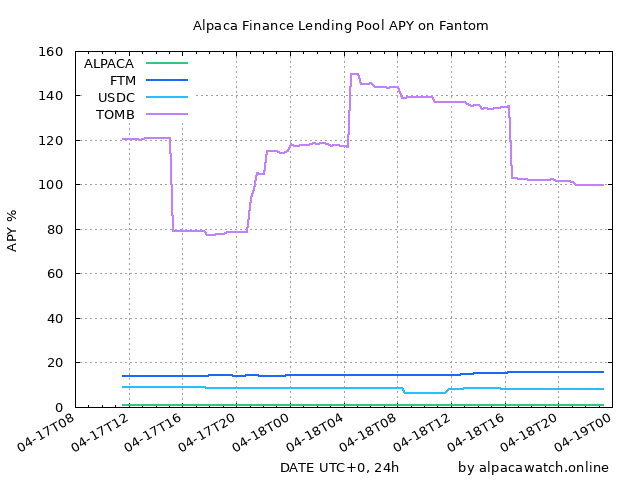 Alpaca Finance Lending Pool APY on Fantom
160
140
120
100
80
60
40
20
0
APY %
ALPACA
FTM
USDC
TOMB
04-17T08
04-17T12
04-17T16
04-17T20
04-18T00
04-18T04
04-18T08
04-18T12
04-18T16
04-18T20
04-19T00
DATE UTC+0, 24h
by alpacawatch.online